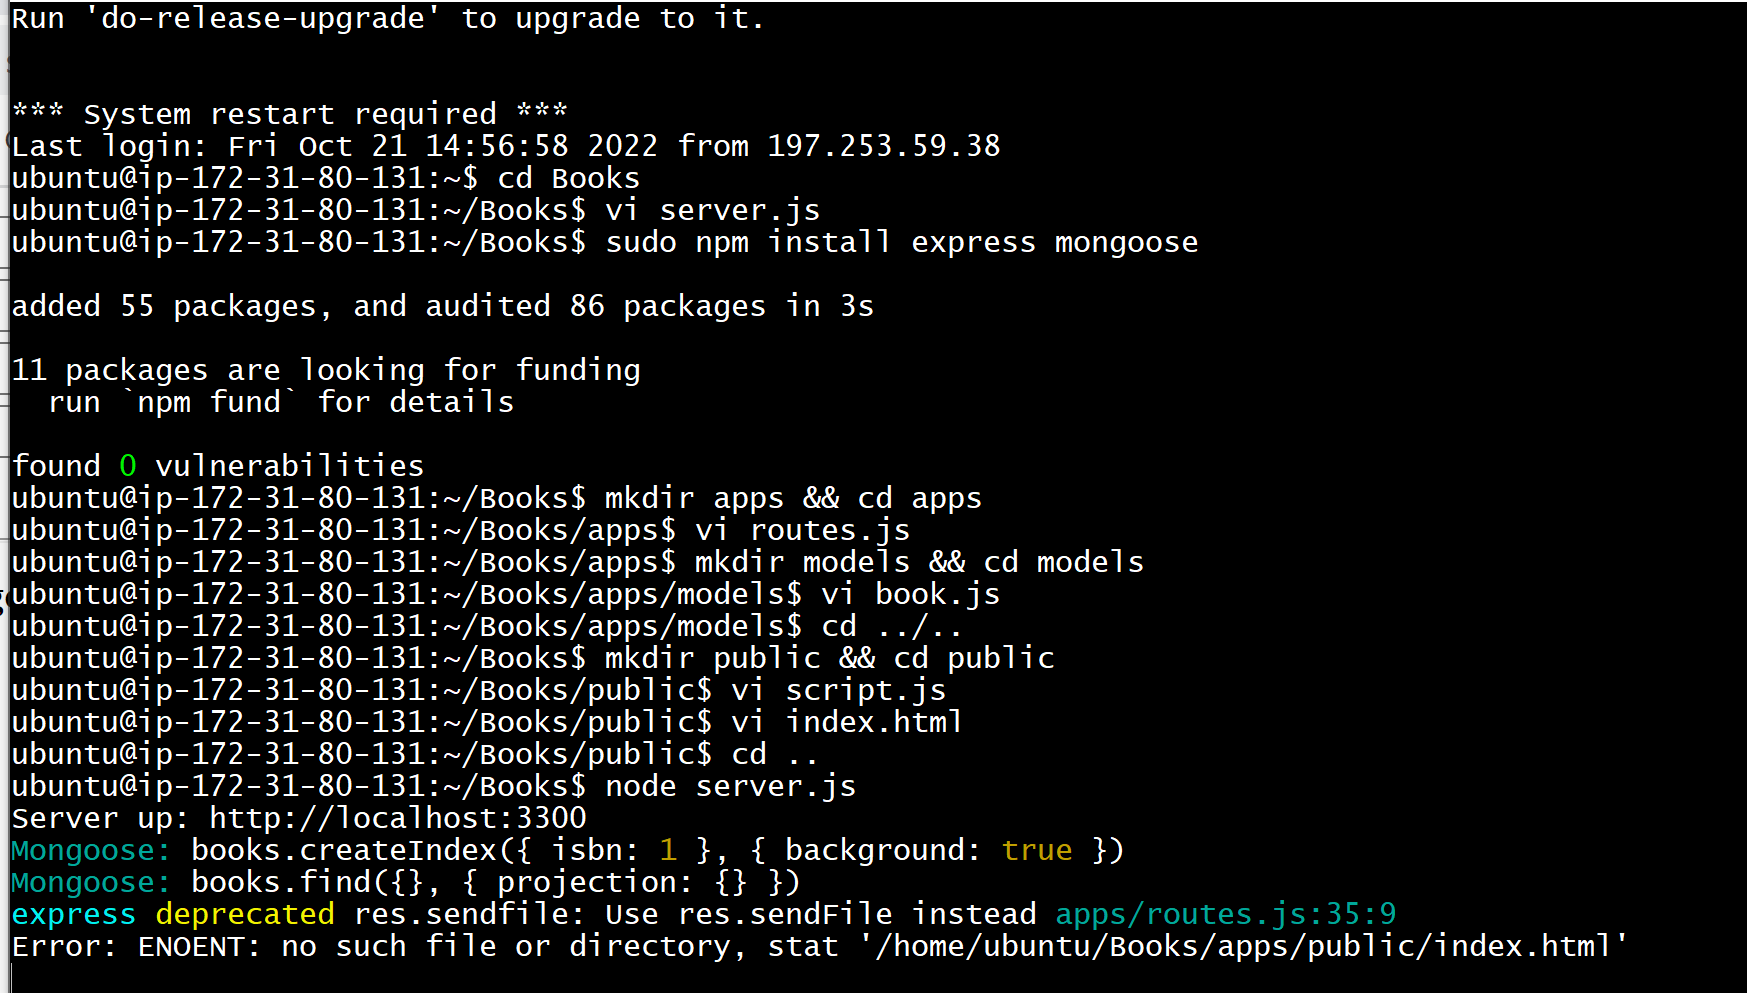 Run 'do-release-upgrade' to upgrade to it.
*** System restart required ***
Last login: Fri Oct 21 14:56:58 2022 from 197.253.59.38
ubuntu@ip-172-31-80-131:~$ cd Books
ubuntu@ip-172-31-80-131:~/Books$ vi server.js
ubuntu@ip-172-31-80-131:~/Books$ sudo npm install express mongoose
added 55 packages, and audited 86 packages in 3s
11 packages are looking for funding
  run `npm fund` for details
found 0 vulnerabilities
ubuntu@ip-172-31-80-131:~/Books$ mkdir apps && cd apps
ubuntu@ip-172-31-80-131:~/Books/apps$ vi routes.js
ubuntu@ip-172-31-80-131:~/Books/apps$ mkdir models && cd models
ubuntu@ip-172-31-80-131:~/Books/apps/models$ vi book.js
ubuntu@ip-172-31-80-131:~/Books/apps/models$ cd ../..
ubuntu@ip-172-31-80-131:~/Books$ mkdir public && cd public
ubuntu@ip-172-31-80-131:~/Books/public$ vi script.js
ubuntu@ip-172-31-80-131:~/Books/public$ vi index.html
ubuntu@ip-172-31-80-131:~/Books/public$ cd ..
ubuntu@ip-172-31-80-131:~/Books$ node server.js
Server up: http://localhost:3300
Mongoose: books.createIndex({ isbn: 1 }, { background: true })
Mongoose: books.find({}, { projection: {} })
express deprecated res.sendfile: Use res.sendFile instead apps/routes.js:35:9
Error: ENOENT: no such file or directory, stat '/home/ubuntu/Books/apps/public/index.html'